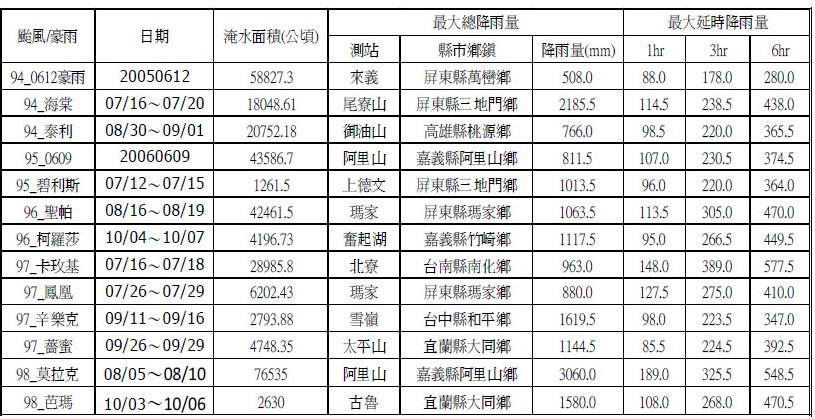 颱風/豪雨 日期 淹水面積(公頃) 最大總降雨量 最大延時降雨量
測站 縣市鄉鎮 降雨量(mm) 1hr 3hr 6hr
94_0612豪雨 20050612 58827.3 來義 屏東縣萬巒鄉 508.0 88.0 178.0 280.0
94_海棠 07/16～07/20 18048.61 尾寮山 屏東縣三地門鄉 2185.5 114.5 238.5 438.0
94_泰利 08/30～09/01 20752.18 御油山 高雄縣桃源鄉 766.0 98.5 220.0 365.5
95_0609 20060609 43586.7 阿里山 嘉義縣阿里山鄉 811.5 107.0 230.5 374.5
95_碧利斯 07/12～07/15 1261.5 上德文 屏東縣三地門鄉 1013.5 96.0 220.0 364.0
96_聖帕 08/16～08/19 42461.5 瑪家 屏東縣瑪家鄉 1063.5 113.5 305.0 470.0
96_柯羅莎 10/04～10/07 4196.73 奮起湖 嘉義縣竹崎鄉 1117.5 95.0 266.5 449.5
97_卡玫基 07/16～07/18 28985.8 北寮 台南縣南化鄉 963.0 148.0 389.0 577.5
97_鳳凰 07/26～07/29 6202.43 瑪家 屏東縣瑪家鄉 880.0 127.5 275.0 410.0
97_辛樂克 09/11～09/16 2793.88 雪嶺 台中縣和平鄉 1619.5 98.0 223.5 347.0
97_薔蜜 09/26～09/29 4748.35 太平山 宜蘭縣大同鄉 1144.5 85.5 224.5 392.5
98_莫拉克 08/05～08/10 76535 阿里山 嘉義縣阿里山鄉 3060.0 189.0 325.5 548.5
98_芭瑪 10/03～10/06 2630 古魯 宜蘭縣大同鄉 1580.0 108.0 268.0 470.5